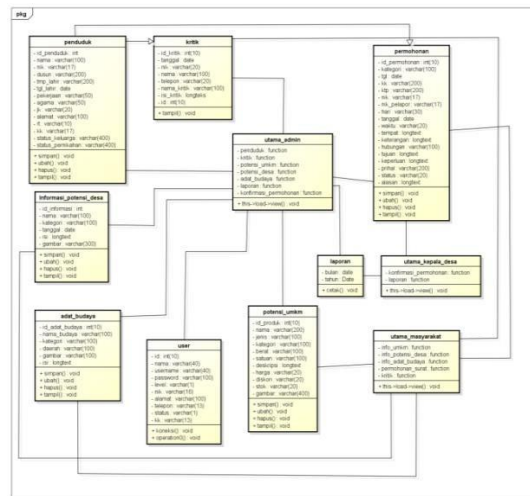 pkg
penduduk
- id_penduduk : int
- nama : varchar(100)
- nik : varchar(17)
- dusun : varchar(200)
- tmp_lahir : varchar(200)
- tgl_lahir : date
- pekerjaan : varchar(50)
- agama : varchar(50)
- jk : varchar(20)
- alamat : varchar(100)
- rt : varchar(10)
- kk : varchar(17)
- status_keluarga : varchar(400)
- status_pernikahan : varchar(400)
+ simpan() : void
+ ubah() : void
+ hapus() : void
+ tampil() : void
kritik
- id_kritik : int(10)
- tanggal : date
- nik : varchar(20)
- nama : varchar(100)
- telepon : varchar(20)
- nama_kritik : varchar(100)
- isi_kritik : longteks
- id : int(10)
+ tampil() : void
permohonan
- id_permohonan : int(10)
- kategori : varchar(100)
- tgl : date
- kk : varchar(200)
- ktp : varchar(200)
- nik : varchar(17)
- nik_pelapor : varchar(17)
- hari : varchar(30)
- tanggal : date
- waktu : varchar(20)
- tempat : longtext
- keterangan : longtext
- hubungan : varchar(100)
- tujuan : longtext
- keperluan : longtext
- prihal : varchar(200)
- status : varchar(20)
- alasan : longtext
+ simpan() : void
+ ubah() : void
+ hapus() : void
+ tampil() : void
utama_admin
- penduduk : function
- kritik : function
- potensi_umkm : function
- potensi_desa : function
- adat_budaya : function
- laporan : function
- konfirmasi_permohonan : function
+ this->load->view() : void
informasi_potensi_desa
- id_informasi : int
- nama : varchar(100)
- kategori : varchar(100)
- tanggal : date
- isi : longtext
- gambar : varchar(300)
+ simpan() : void
+ ubah() : void
+ hapus() : void
+ tampil() : void
laporan
- bulan : date
- tahun : Date
+ cetak() : void
utama_kepala_desa
- konfirmasi_permohonan : function
- laporan : function
+ this->load->view() : void
adat_budaya
- id_adat_budaya : int(10)
- nama_budaya : varchar(100)
- kategori : varchar(100)
- daerah : varchar(100)
- gambar : varchar(100)
- isi : longtext
+ simpan() : void
+ ubah() : void
+ hapus() : void
+ tampil() : void
user
- id : int(10)
- nama : varchar(40)
- username : varchar(40)
- password : varchar(100)
- level : varchar(1)
- nik : varchar(16)
- alamat : varchar(100)
- telepon : varchar(13)
- status : varchar(1)
- kk : varchar(13)
+ koneksi() : void
+ operation0() : void
potensi_umkm
- id_produk : int(10)
- nama : varchar(200)
- jenis : varchar(100)
- kategori : varchar(100)
- berat : varchar(100)
- satuan : varchar(100)
- deskripsi : longtext
- harga : varchar(20)
- diskon : varchar(20)
- stok : varchar(20)
- gambar : varchar(400)
+ simpan() : void
+ ubah() : void
+ hapus() : void
+ tampil() : void
utama_masyarakat
- info_umkm : function
- info_potensi_desa : function
- info_adat_budaya : function
- permohonan_surat : function
- kritik : function
+ this->load->view() : void